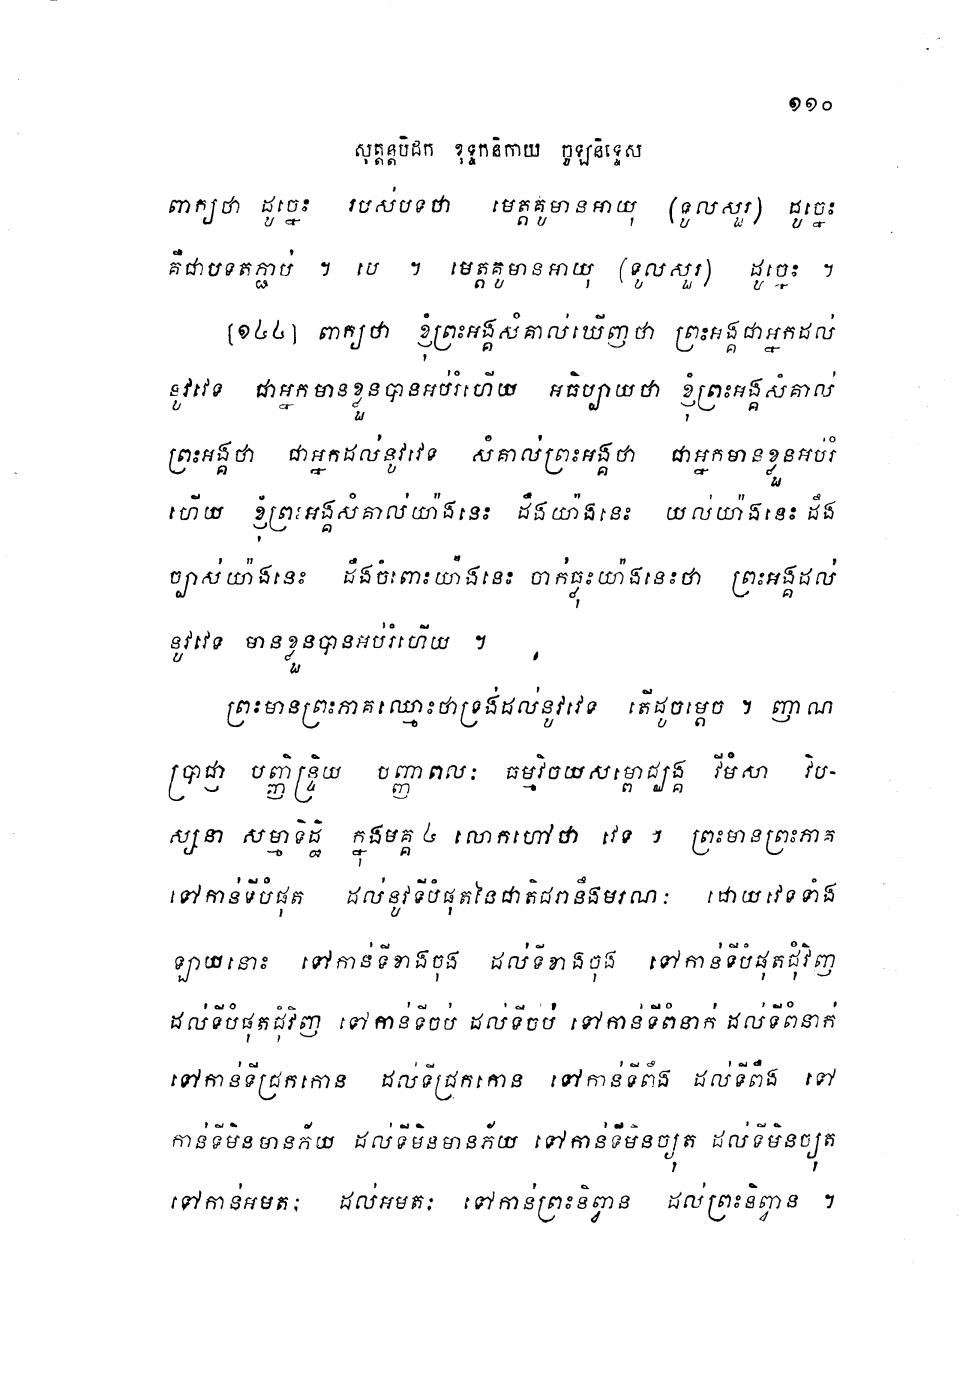 ១១០
សុត្តន្តបិដក ខុទ្ទកនិកាយ ចូឡនិទ្ទេស
ពាក្យថា ដូច្នេះ របស់បទថា មេត្តគូមានអាយុ (ទូលសួរ) ដូច្នេះ
គឺជាបទតភ្ជាប់ ។ បេ ។ មេត្តគូមានអាយុ (ទូលសួរ) ដូច្នេះ ។
[១៤៤] ពាក្យថា ខ្ញុំព្រះអង្គសំគាល់ឃើញថា ព្រះអង្គជាអ្នកដល់
នូវវេទ ជាអ្នកមានខ្លួនបានអប់រំហើយ អធិប្បាយថា ខ្ញុំព្រះអង្គសំគាល់
ព្រះអង្គថា ជាអ្នកដល់នូវវេទ សំគាល់ព្រះអង្គថា ជាអ្នកមានខ្លួនអប់រំ
ហើយ ខ្ញុំព្រះអង្គសំគាល់យ៉ាងនេះ ដឹងយ៉ាងនេះ យល់យ៉ាងនេះ ដឹង
ច្បាស់យ៉ាងនេះ ដឹងចំពោះយ៉ាងនេះ ចាក់ធ្លុះយ៉ាងនេះថា ព្រះអង្គដល់
នូវវេទ មានខ្លួនបានអប់រំហើយ ។
ព្រះមានព្រះភាគឈ្មោះថាទ្រង់ដល់នូវវេទ តើដូចម្តេច ។ ញាណ
ប្រាជ្ញា បញ្ញិន្ទ្រិយ បញ្ញាពលៈ ធម្មវិចយសម្ពោជ្ឈង្គ វីមំសា វិប-
ស្សនា សម្មាទិដ្ឋិ ក្នុងមគ្គ ៤ លោកហៅថា វេទ ។ ព្រះមានព្រះភាគ
ទៅកាន់ទីបំផុត ដល់នូវទីបំផុតនៃជាតិជរានឹងមរណៈ ដោយវេទទាំង
ឡាយនោះ ទៅកាន់ទីខាងចុង ដល់ទីខាងចុង ទៅកាន់ទីបំផុតជុំវិញ
ដល់ទីបំផុតជុំវិញ ទៅកាន់ទីចប់ ដល់ទីចប់ ទៅកាន់ទីពំនាក់ ដល់ទីពំនាក់
ទៅកាន់ទីជ្រកកោន ដល់ទីជ្រកកោន ទៅកាន់ទីពឹង ដល់ទីពឹង ទៅ
កាន់ទីមិនមានភ័យ ដល់ទីមិនមានភ័យ ទៅកាន់ទីមិនច្យុត ដល់ទីមិនច្យុត
ទៅកាន់អមតៈ ដល់អមតៈ ទៅកាន់ព្រះនិព្វាន ដល់ព្រះនិព្វាន ។